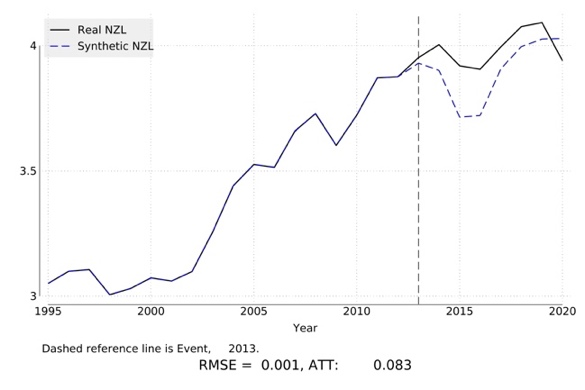 Real NZL
Synthetic NZL
4
3.5
3
1995 2000 2005 2010 2015 2020
Year
Dashed reference line is Event, 2013.
RMSE = 0.001, ATT: 0.083